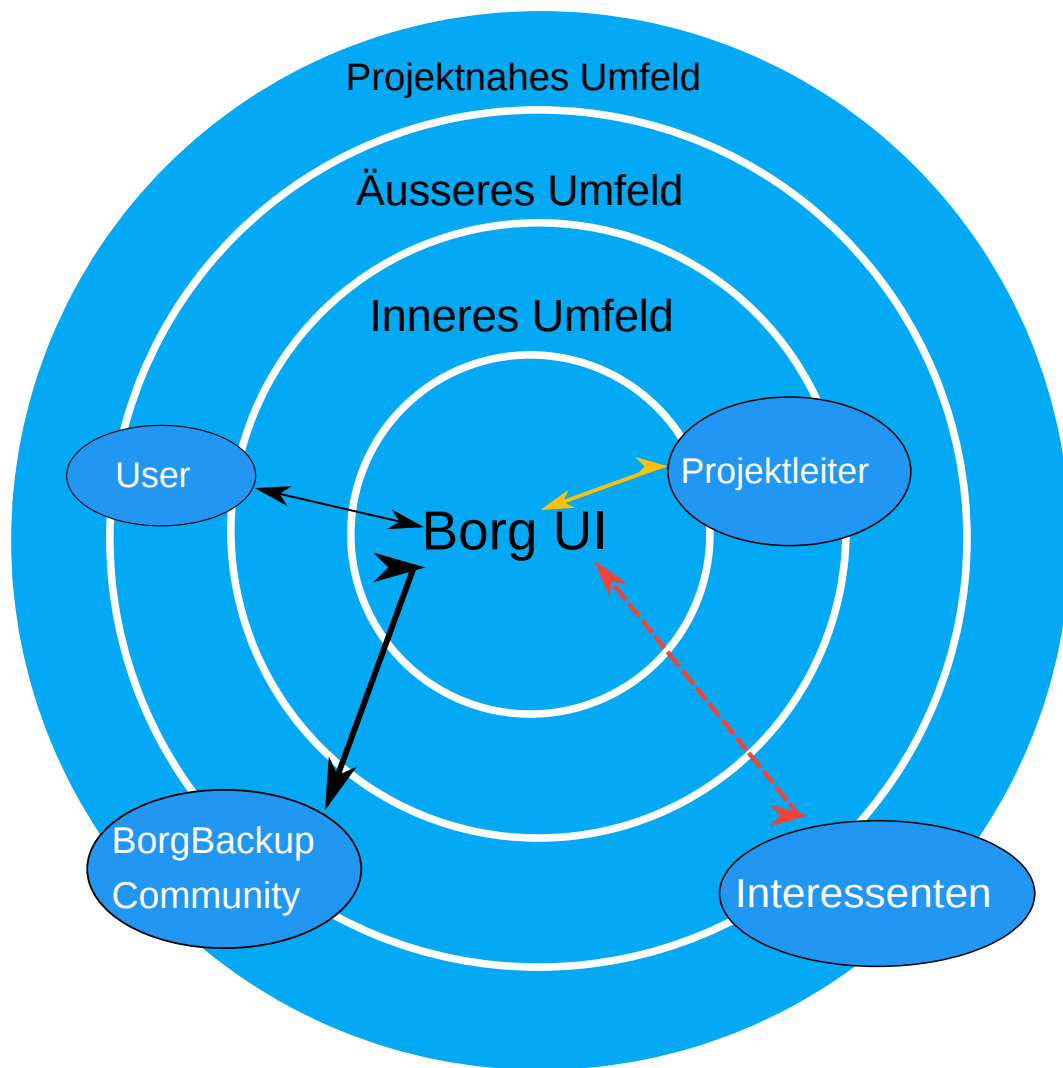 Projektnahes Umfeld
Äusseres Umfeld
Inneres Umfeld
User
Projektleiter
Borg UI
BorgBackup
Community
Interessenten